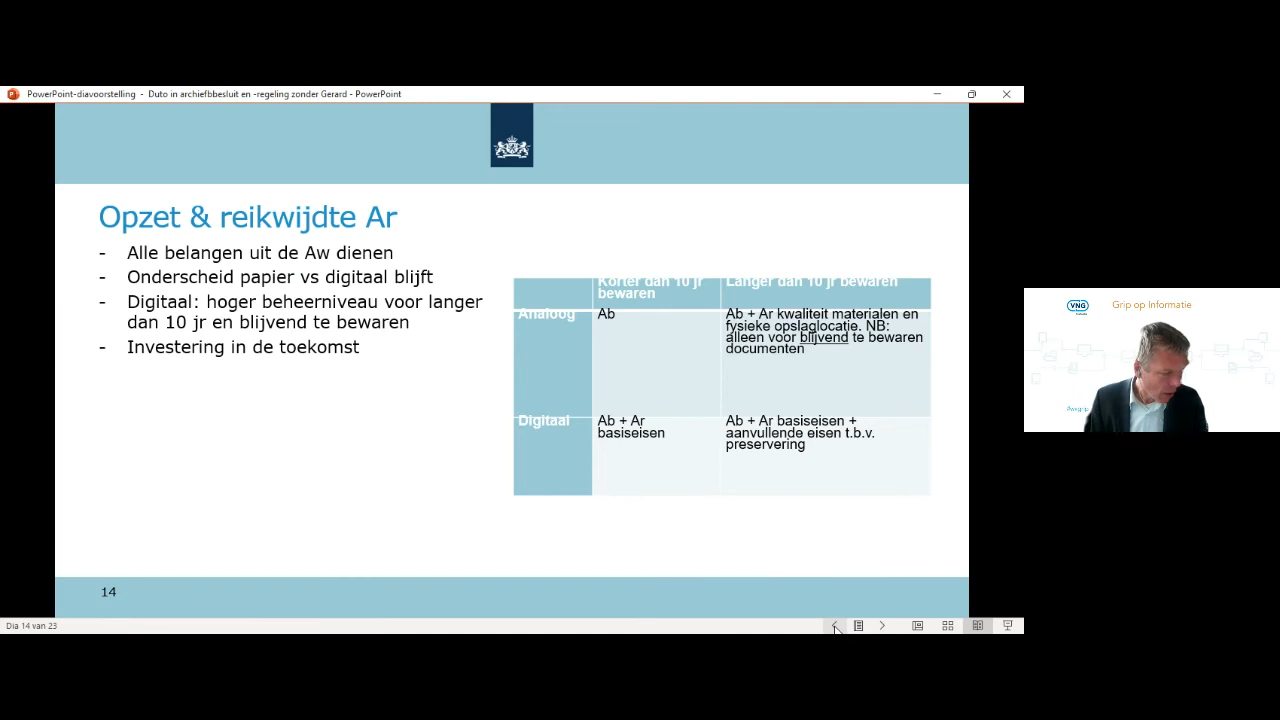 PowerPoint-diavoorstelling - Duto in archiefbbesluit en -regeling zonder Gerard - PowerPoint
Opzet & reikwijdte Ar
- Alle belangen uit de Aw dienen
- Onderscheid papier vs digitaal blijft
- Digitaal: hoger beheerniveau voor langer
dan 10 jr en blijvend te bewaren
- Investering in de toekomst
Korter dan 10 jr
bewaren
Langer dan 10 jr bewaren
Analoog
Ab
Ab + Ar kwaliteit materialen en
fysieke opslaglocatie. NB:
alleen voor blijvend te bewaren
documenten
Digitaal
Ab + Ar
basiseisen
Ab + Ar basiseisen +
aanvullende eisen t.b.v.
preservering
14
Dia 14 van 23
VNG
Grip op Informatie